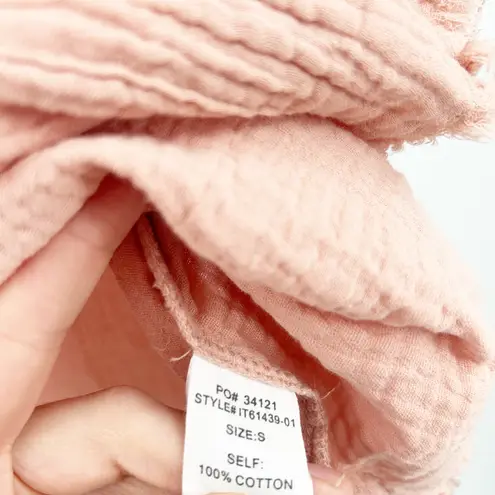 PO# 34121
STYLE# IT61439-01
SIZE:S
SELF:
100% COTTON